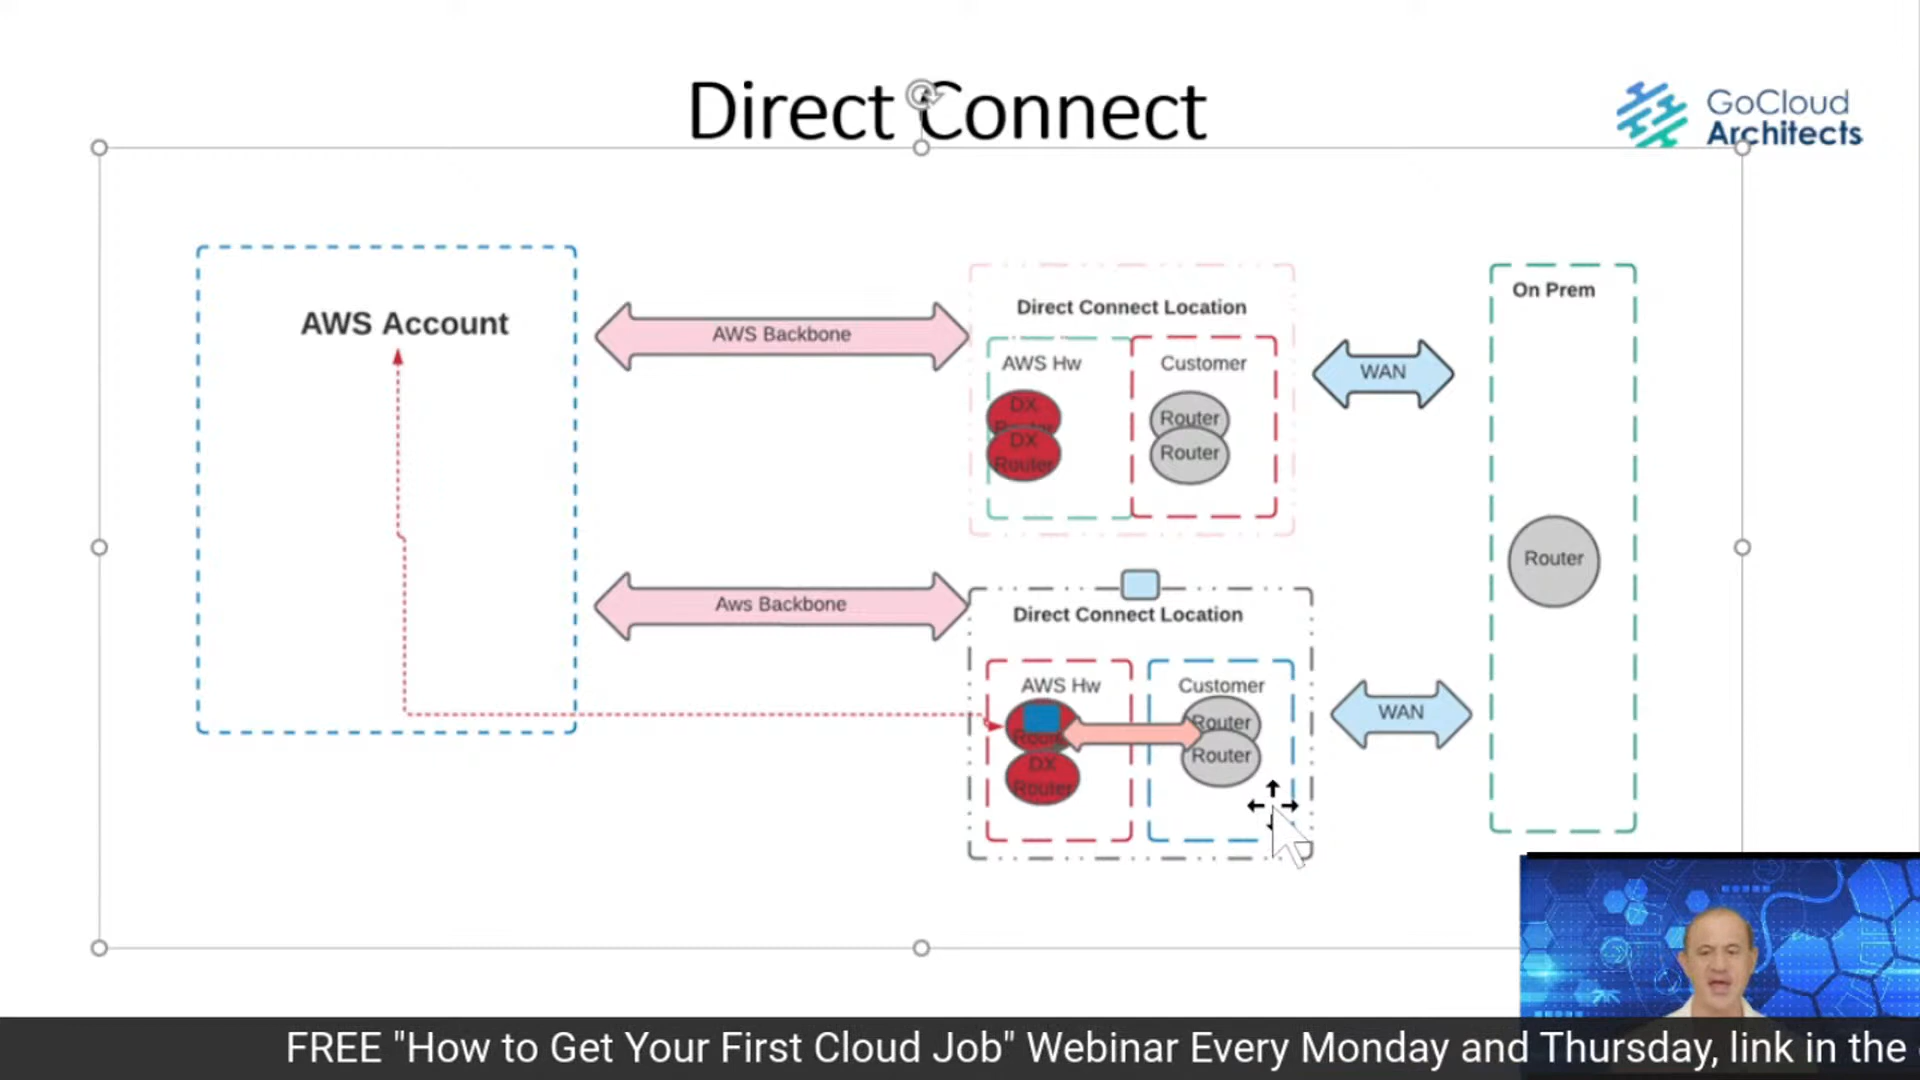 Direct Connect
GoCloud
Architects
AWS Account
AWS Backbone
Direct Connect Location
AWS Hw
Customer
DX
DX
Router
Router
Router
WAN
On Prem
Router
Aws Backbone
Direct Connect Location
AWS Hw
Customer
DX
Router
Router
Router
WAN
FREE "How to Get Your First Cloud Job" Webinar Every Monday and Thursday, link in the